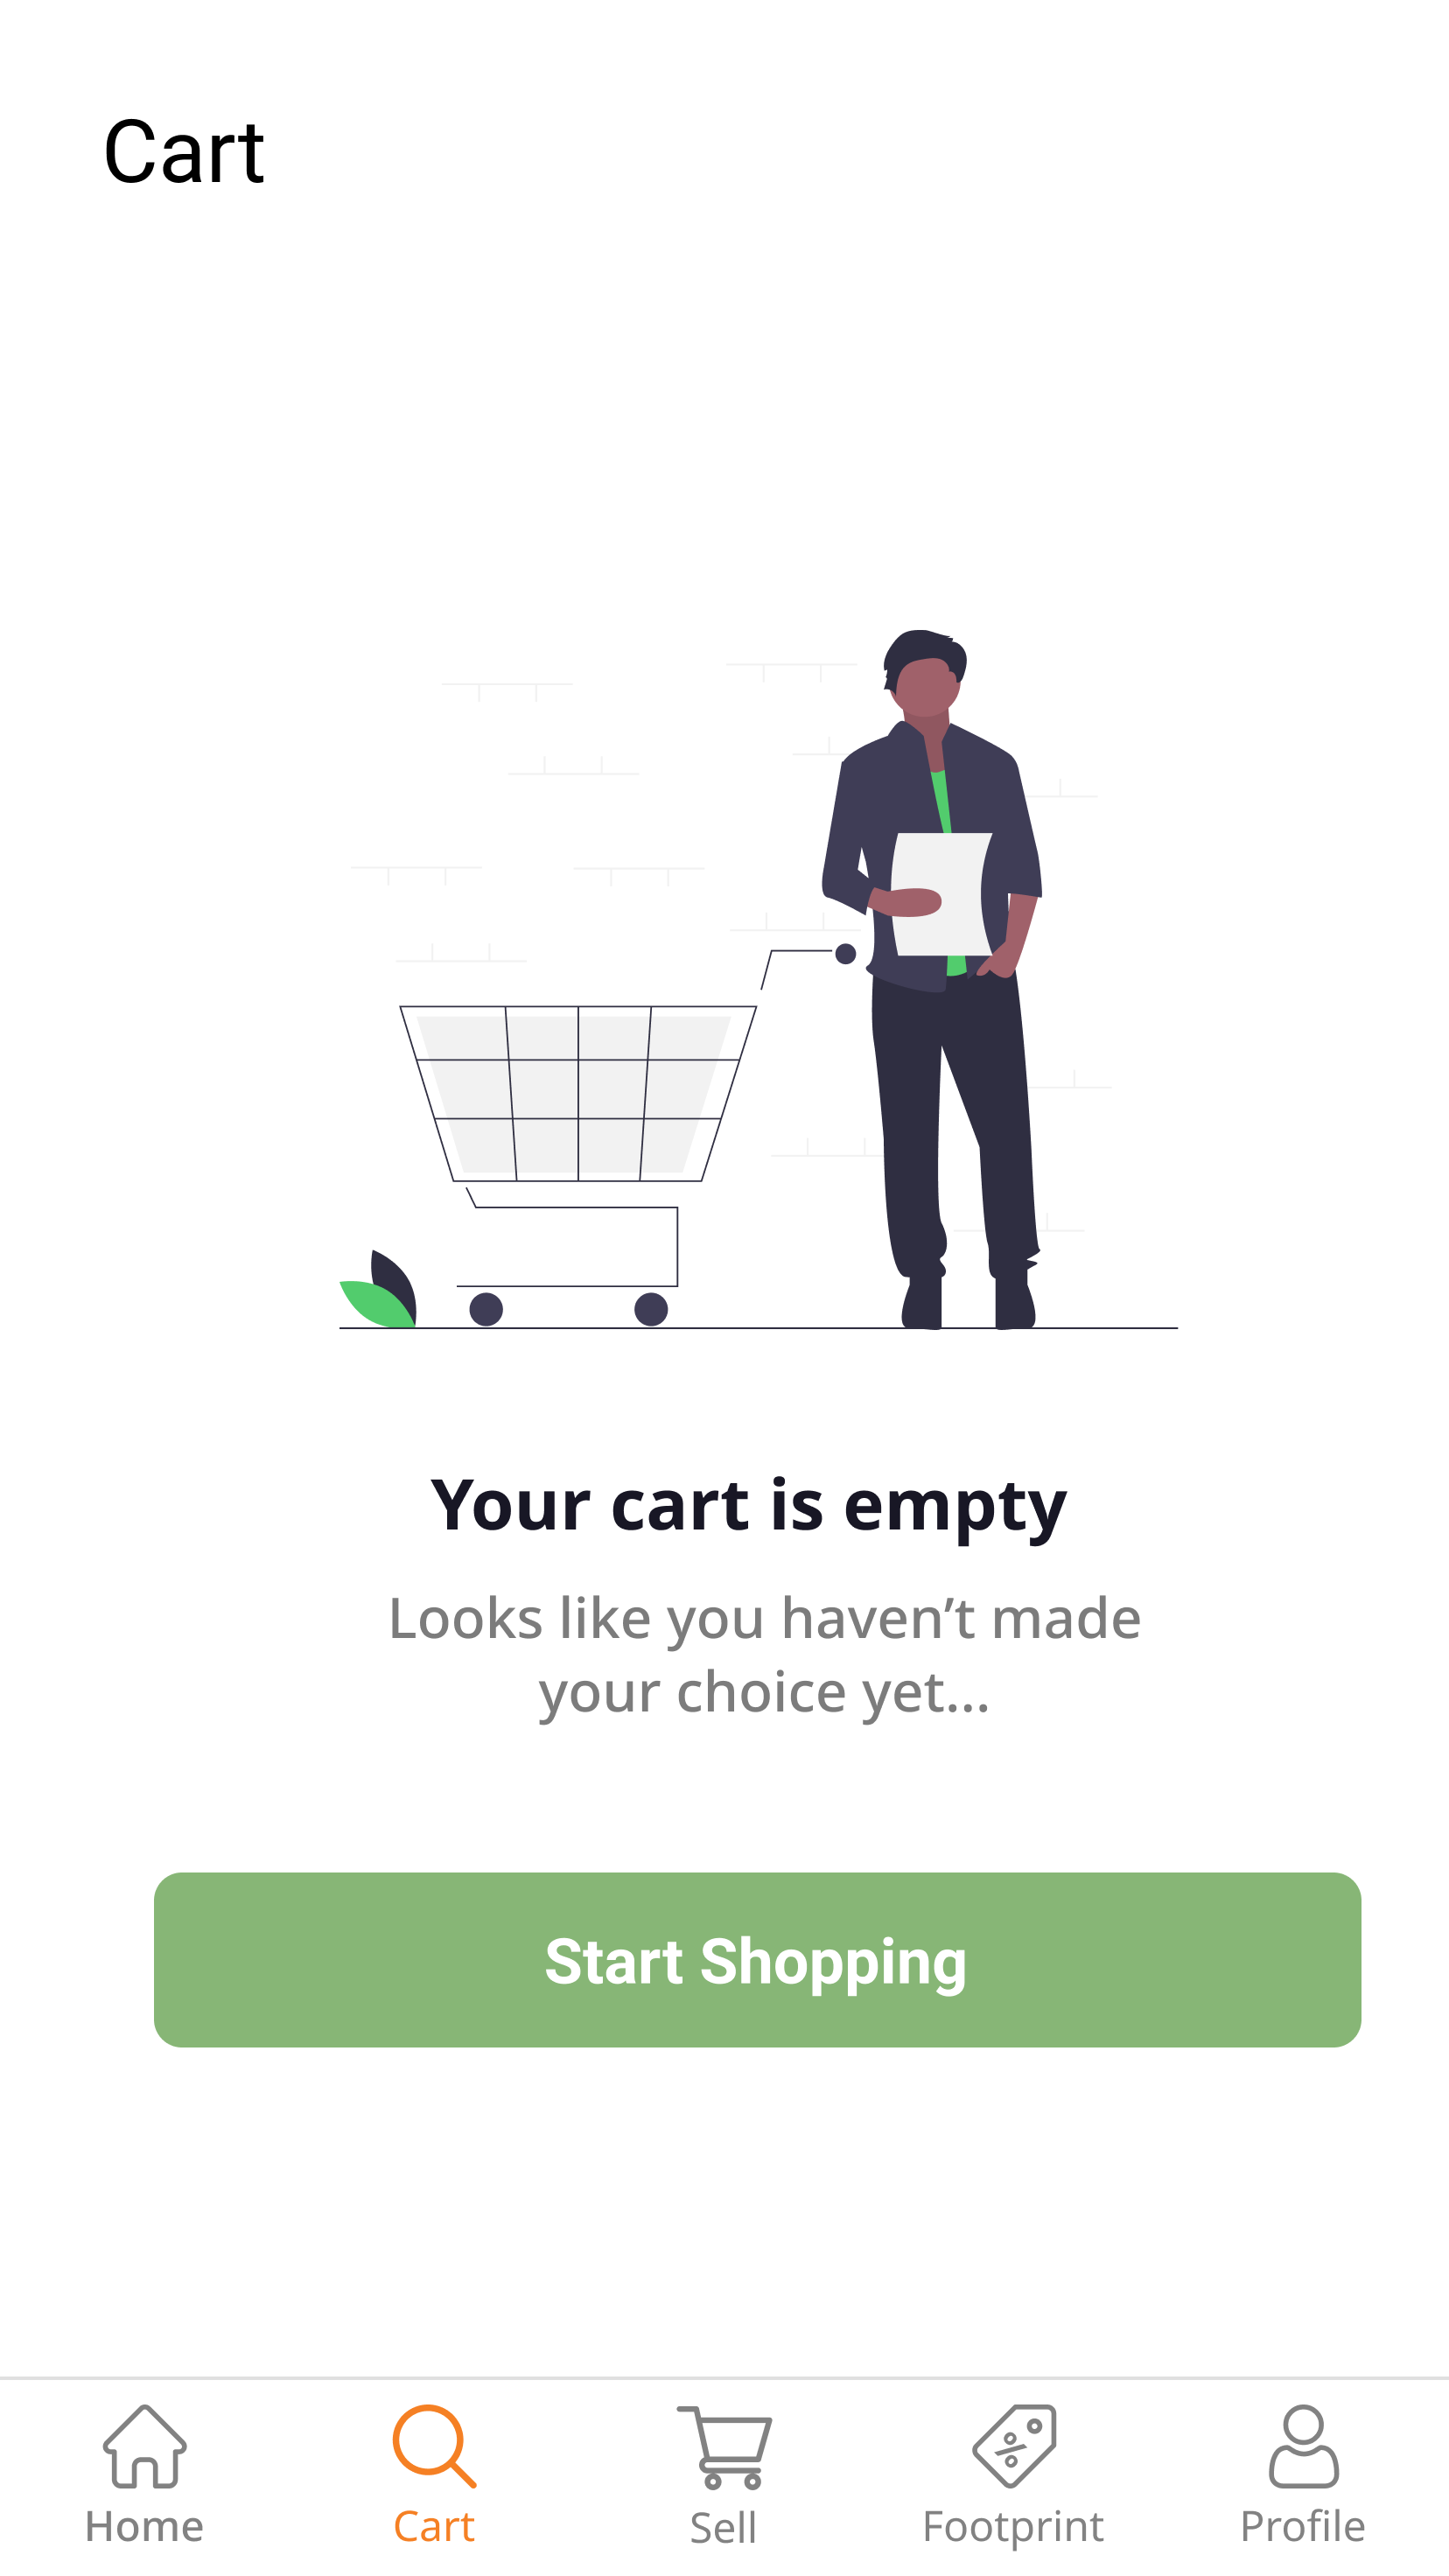 Cart
Your cart is empty
Looks like you haven’t made
your choice yet...
Start Shopping
Home
Cart
Sell
Footprint
Profile